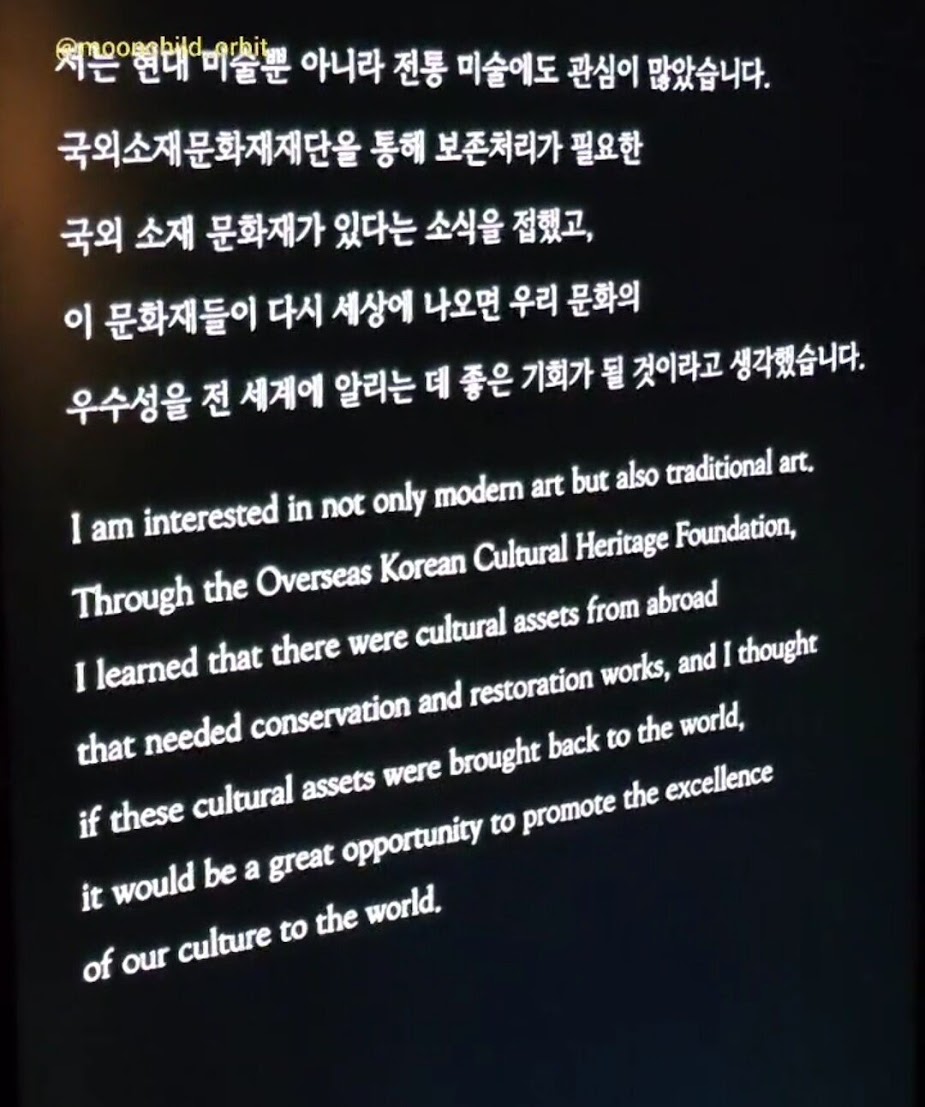 @moonchild_orbit
저는 현대 미술뿐 아니라 전통 미술에도 관심이 많았습니다.
국외소재문화재재단을 통해 보존처리가 필요한
국외 소재 문화재가 있다는 소식을 접했고,
이 문화재들이 다시 세상에 나오면 우리 문화의
우수성을 전 세계에 알리는 데 좋은 기회가 될 것이라고 생각했습니다.
I am interested in not only modern art but also traditional art.
Through the Overseas Korean Cultural Heritage Foundation,
I learned that there were cultural assets from abroad
that needed conservation and restoration works, and I thought
if these cultural assets were brought back to the world,
it would be a great opportunity to promote the excellence
of our culture to the world.